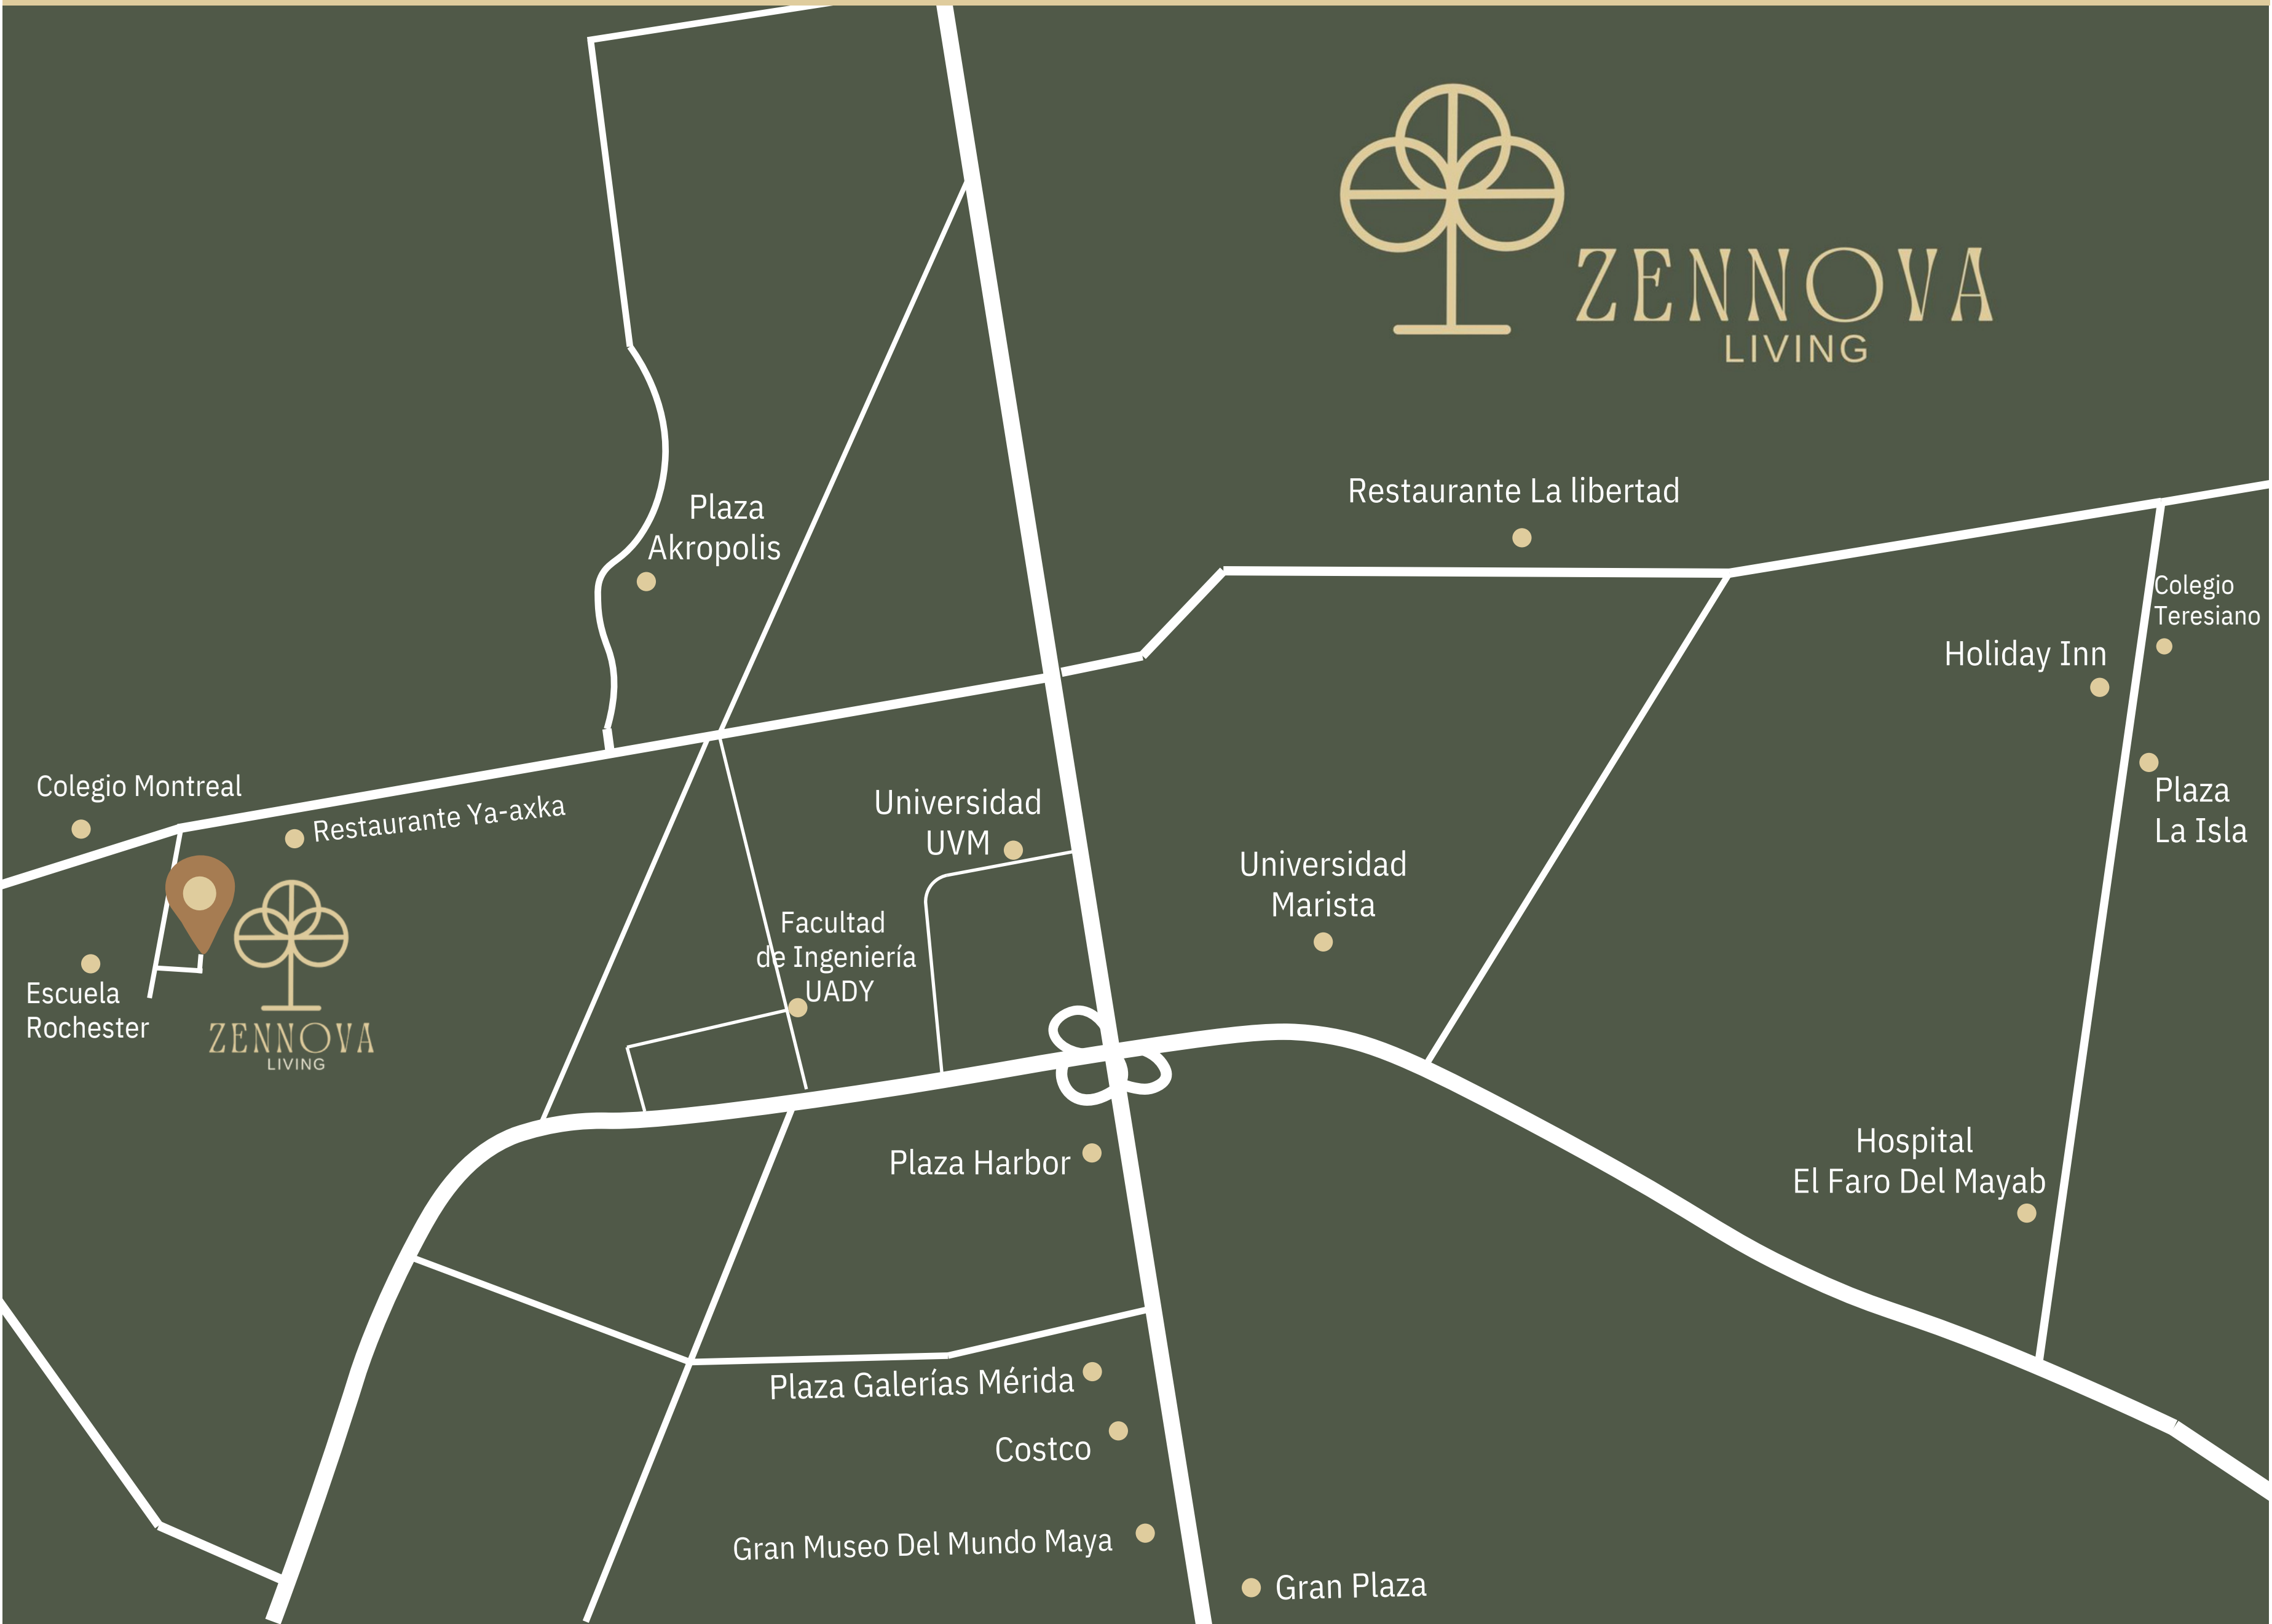 ZENNOVA
LIVING
Restaurante La libertad
Plaza
Akropolis
Colegio
Teresiano
Holiday Inn
Plaza
La Isla
Colegio Montreal
Restaurante Ya-axka
Universidad
UVM
Universidad
Marista
Facultad
de Ingeniería
UADY
Escuela
Rochester
ZENNOVA
LIVING
Plaza Harbor
Hospital
El Faro Del Mayab
Plaza Galerías Mérida
Costco
Gran Museo Del Mundo Maya
Gran Plaza